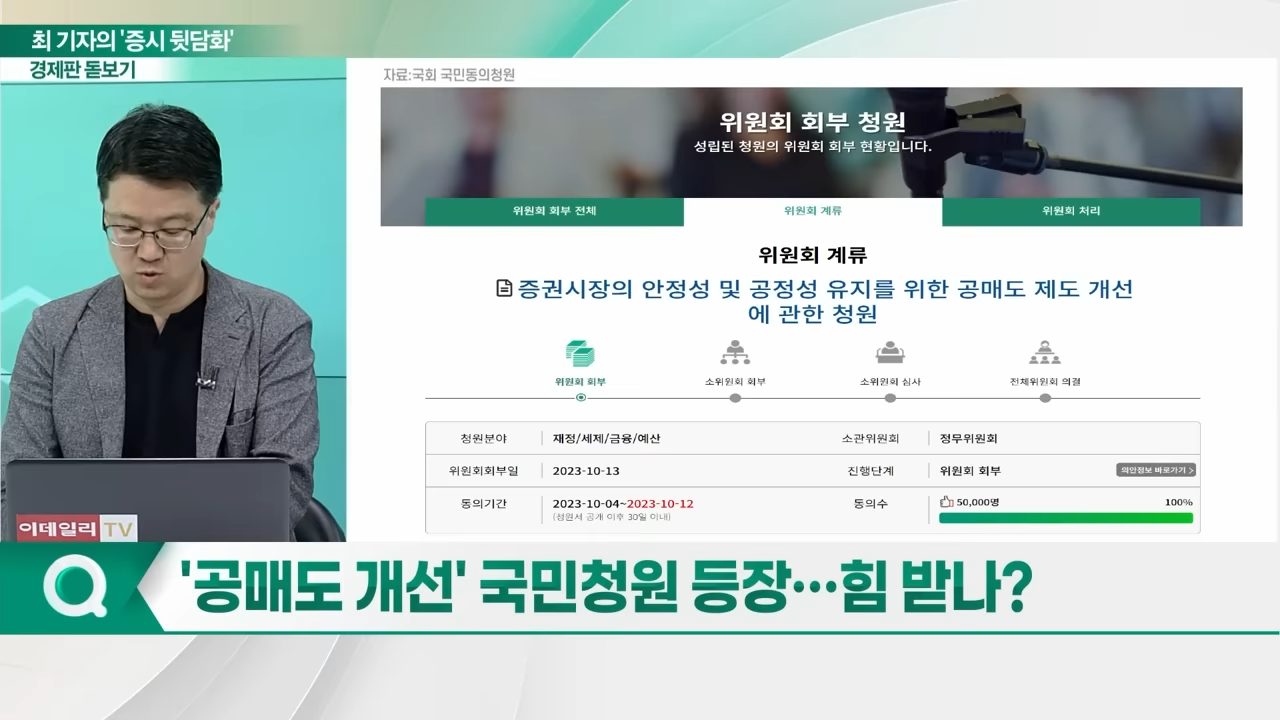 최 기자의 '증시 뒷담화'
경제판 돋보기
자료:국회 국민동의청원
위원회 회부 청원
성립된 청원의 위원회 회부 현황입니다.
위원회 회부 전체
위원회 계류
위원회 처리
위원회 계류
증권시장의 안정성 및 공정성 유지를 위한 공매도 제도 개선
에 관한 청원
위원회 회부
소위원회 회부
소위원회 심사
전체위원회 의결
청원분야 재정/세제/금융/예산 소관위원회 정무위원회
위원회회부일 2023-10-13 진행단계 위원회 회부 의안정보 바로가기 >
동의기간 2023-10-04~2023-10-12 동의수 50,000명 100%
(청원서 공개 이후 30일 이내)
이데일리 TV
'공매도 개선' 국민청원 등장…힘 받나?